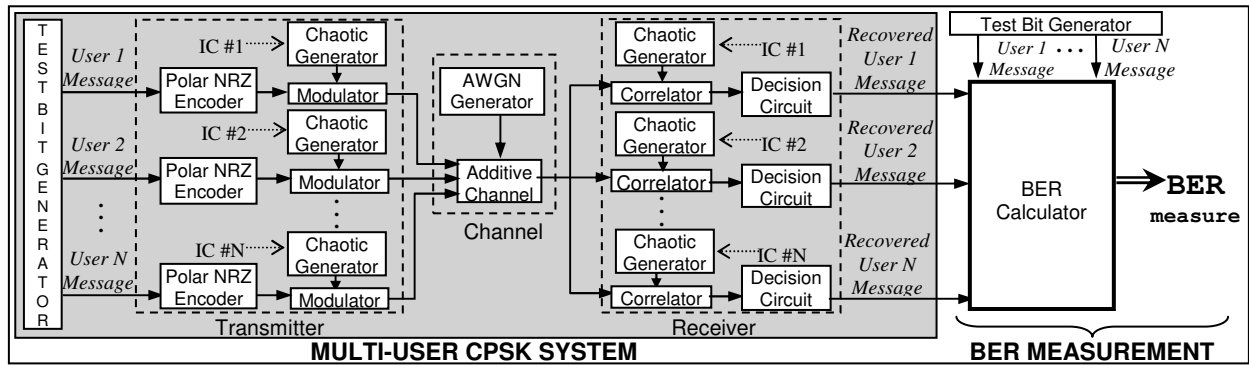 TEST BIT GENERATOR
User 1
Message
User 2
Message
User N
Message
IC #1
Chaotic
Generator
Polar NRZ
Encoder
Modulator
IC #2
Chaotic
Generator
Polar NRZ
Encoder
Modulator
IC #N
Chaotic
Generator
Polar NRZ
Encoder
Modulator
Transmitter
AWGN
Generator
Additive
Channel
Channel
Chaotic
Generator
IC #1
Correlator
Decision
Circuit
Chaotic
Generator
IC #2
Correlator
Decision
Circuit
Chaotic
Generator
IC #N
Correlator
Decision
Circuit
Receiver
Recovered
User 1
Message
Recovered
User 2
Message
Recovered
User N
Message
MULTI-USER CPSK SYSTEM
Test Bit Generator
User 1
Message
User N
Message
BER
Calculator
BER
measure
BER MEASUREMENT